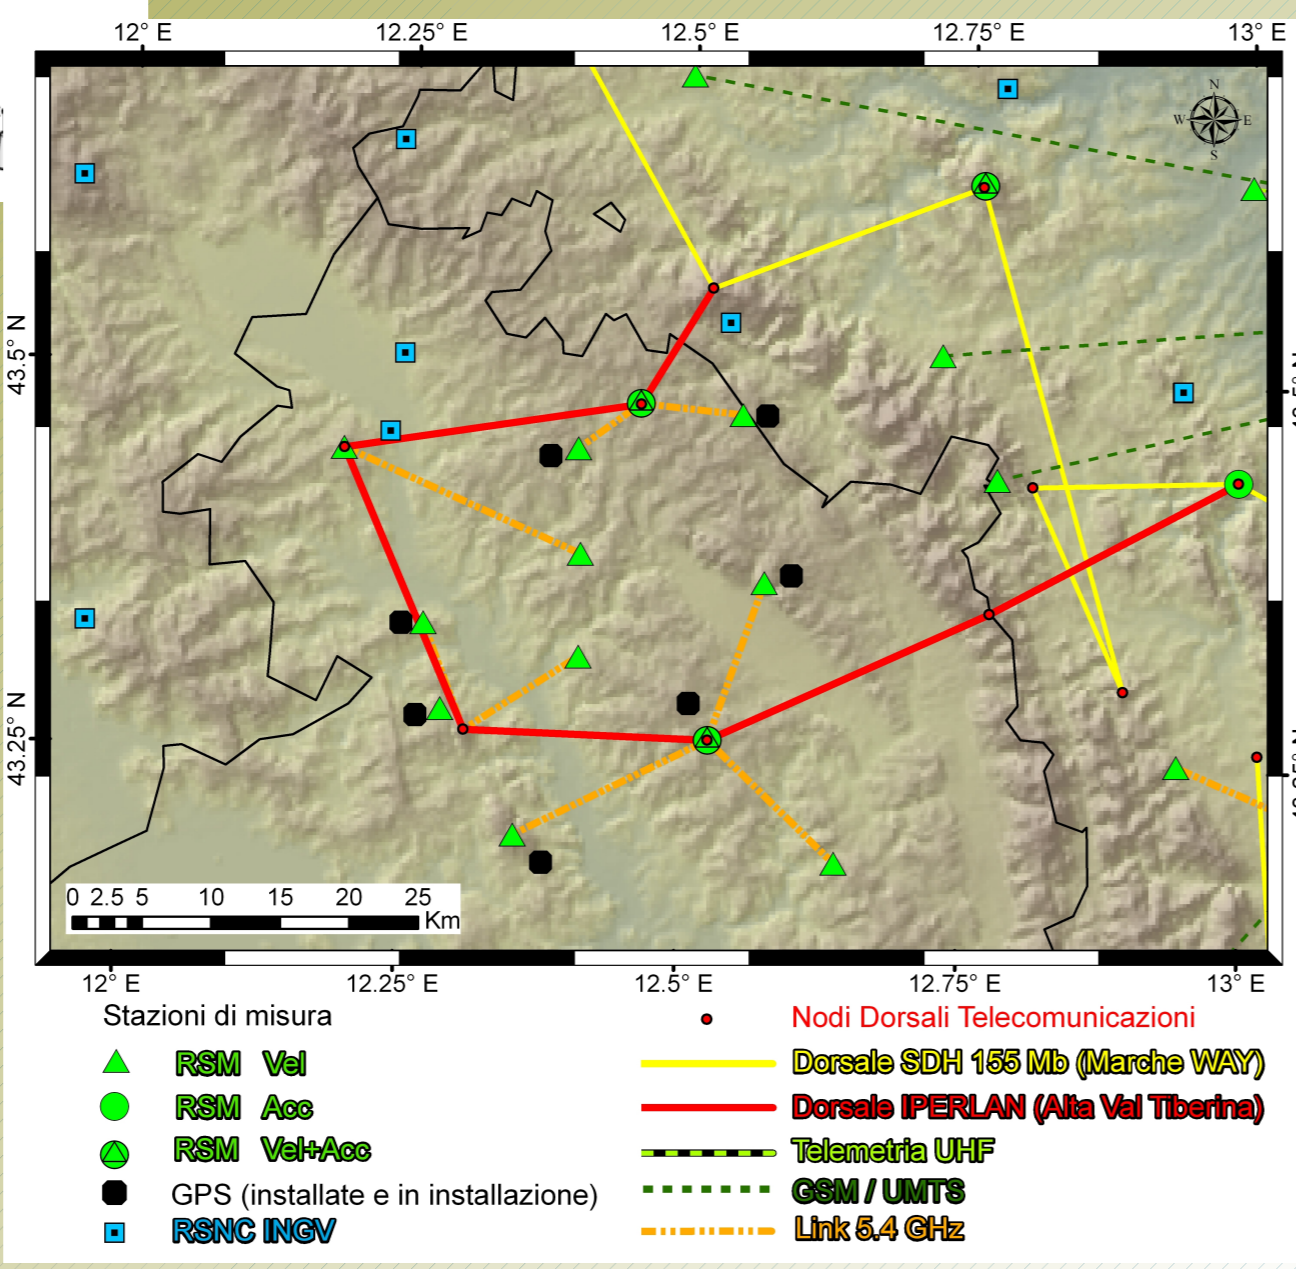 12° E 12.25° E 12.5° E 12.75° E 13° E
N
W E
S
43.5° N
43.25° N
0 2.5 5 10 15 20 25
Km
12° E 12.25° E 12.5° E 12.75° E 13° E
Stazioni di misura
RSM Vel
RSM Acc
RSM Vel+Acc
GPS (installate e in installazione)
RSNC INGV
Nodi Dorsali Telecomunicazioni
Dorsale SDH 155 Mb (Marche WAY)
Dorsale IPERLAN (Alta Val Tiberina)
Telemetria UHF
GSM / UMTS
Link 5.4 GHz